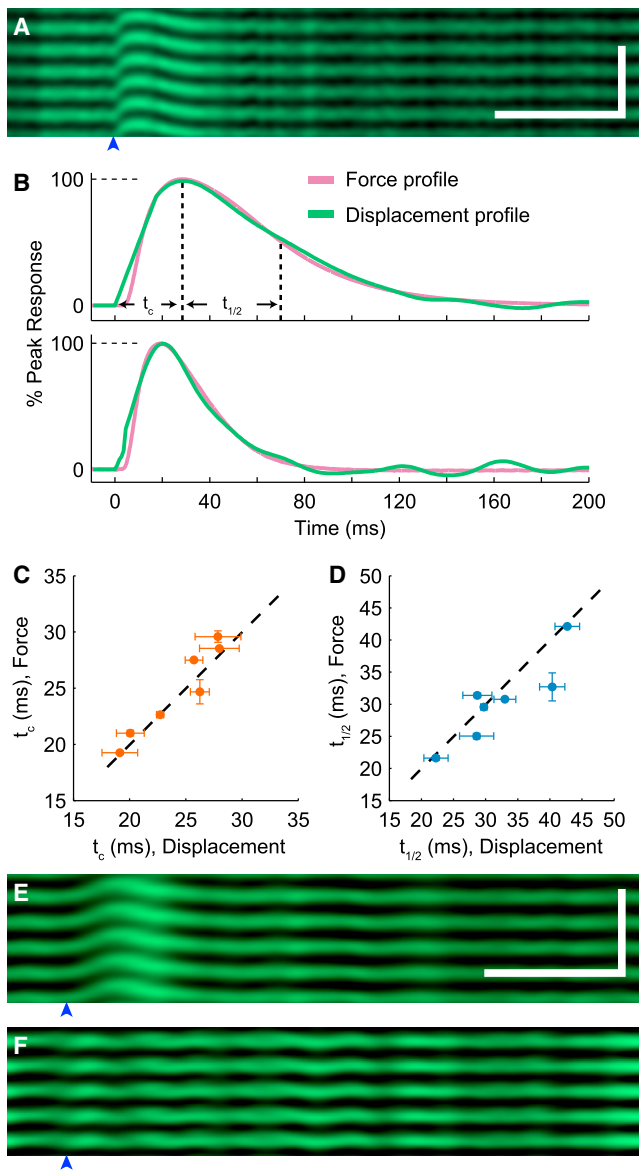 A
B
Force profile
Displacement profile
100
0
t_c
t_1/2
% Peak Response
100
0
0 40 80 120 160 200
Time (ms)
C
35
30
25
20
15
t_c (ms), Force
15 20 25 30 35
t_c (ms), Displacement
D
50
45
40
35
30
25
20
15
t_1/2 (ms), Force
15 20 25 30 35 40 45 50
t_1/2 (ms), Displacement
E
F